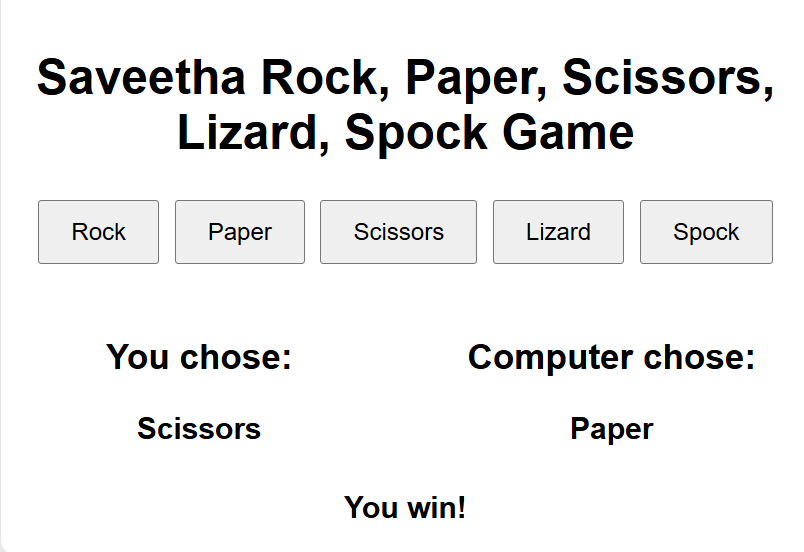 Saveetha Rock, Paper, Scissors,
Lizard, Spock Game
Rock Paper Scissors Lizard Spock
You chose: Computer chose:
Scissors Paper
You win!